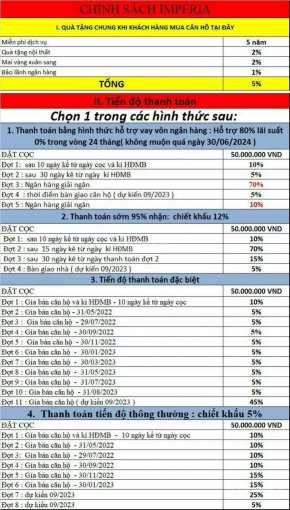 CHÍNH SÁCH IMPERIA
I. QUÀ TẶNG CHUNG KHI KHÁCH HÀNG MUA CĂN HỘ TẠI ĐÂY
Miễn phí dịch vụ 5 năm
Quà tặng nội thất 2%
Mai vàng xuân sang 2%
Bảo lãnh ngân hàng 1%
TỔNG 5%
II. Tiến độ thanh toán
Chọn 1 trong các hình thức sau:
1. Thanh toán bằng hình thức hỗ trợ vay vốn ngân hàng : Hỗ trợ 80% lãi suất
0% trong vòng 24 tháng( không muộn quá ngày 30/06/2024 )
ĐẶT CỌC 50.000.000 VND
Đợt 1: sau 10 ngày kể từ ngày cọc và kí HĐMB 10%
Đợt 2 : sau 30 ngày kể từ ngày kí HĐMB 5%
Đợt 3 : Ngân hàng giải ngân 70%
Đợt 4 : thời điểm bàn giao căn hộ ( dự kiến 09/2023 ) 5%
Đợt 5 : Ngân hàng giải ngân 10%
2. Thanh toán sớm 95% nhận: chiết khấu 12%
ĐẶT CỌC 50.000.000 VND
Đợt 1: sau 10 ngày kể từ ngày cọc và kí HĐMB 10%
Đợt 2 : sau 15 ngày kể từ ngày kí HĐMB 70%
Đợt 3 : sau 30 ngày kể từ ngày thanh toán đợt 2 15%
Đợt 4 : Bàn giao nhà ( dự kiến 09/2023 ) 5%
3. Tiến độ thanh toán đặc biệt
ĐẶT CỌC 50.000.000 VND
Đợt 1 : Gía bán căn hộ và kí HĐMB - 10 ngày kể từ ngày cọc 10%
Đợt 2 : Gía bán căn hộ - 31/05/2022 5%
Đợt 3 : Gía bán căn hộ - 29/07/2022 5%
Đợt 4 : Gía bán căn hộ - 30/09/2022 5%
Đợt 5 : Gía bán căn hộ - 30/11/2022 5%
Đợt 6 : Gía bán căn hộ - 30/01/2023 5%
Đợt 7 : Gía bán căn hộ - 30/03/2023 5%
Đợt 8 : Gía bán căn hộ - 31/05/2023 5%
Đợt 9 : Gía bán căn hộ - 31/07/2023 5%
Đợt 10 : Gía bán căn hộ - 31/08/2023 5%
Đợt 11 : Gía bán căn hộ ( dự kiến 09/2023 ) 45%
4. Thanh toán tiến độ thông thường : chiết khấu 5%
ĐẶT CỌC 50.000.000 VND
Đợt 1 : Gía bán căn hộ và kí HĐMB - 10 ngày kể từ ngày cọc 10%
Đợt 2 : Gía bán căn hộ - 31/05/2022 10%
Đợt 3 : Gía bán căn hộ - 29/07/2022 10%
Đợt 4 : Gía bán căn hộ - 30/09/2022 10%
Đợt 5 : Gía bán căn hộ - 30/11/2022 15%
Đợt 6 : Gía bán căn hộ - 30/01/2023 15%
Đợt 7 : dự kiến 09/2023 25%
Đợt 8 : dự kiến 09/2023 5%